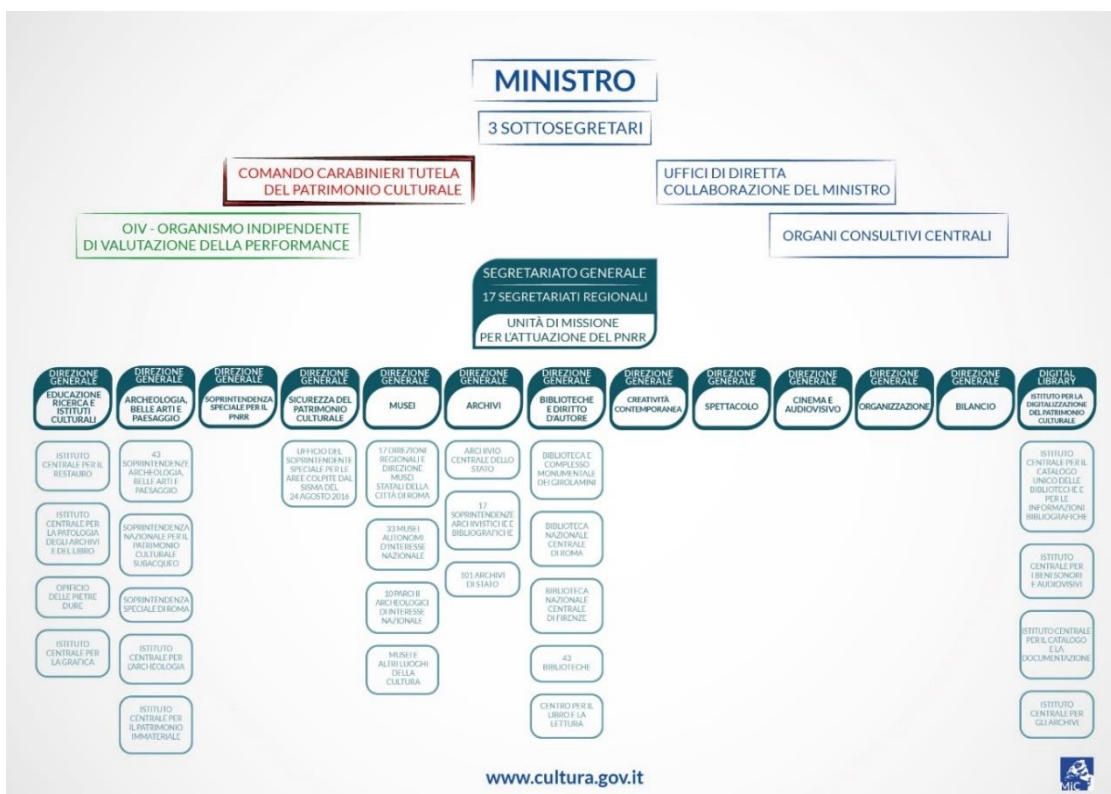 MINISTRO
3 SOTTOSEGRETARI
COMANDO CARABINIERI TUTELA
DEL PATRIMONIO CULTURALE
UFFICI DI DIRETTA
COLLABORAZIONE DEL MINISTRO
OIV - ORGANISMO INDIPENDENTE
DI VALUTAZIONE DELLA PERFORMANCE
ORGANI CONSULTIVI CENTRALI
SEGRETARIATO GENERALE
17 SEGRETARIATI REGIONALI
UNITÀ DI MISSIONE
PER L'ATTUAZIONE DEL PNRR
DIREZIONE
GENERALE
EDUCAZIONE
RICERCA E
ISTITUTI
CULTURALI
ISTITUTO
CENTRALE PER IL
RESTAURO
ISTITUTO
CENTRALE PER
LA PATOLOGIA
DEGLI ARCHIVI
E DEL LIBRO
OPIFICIO
DELLE PIETRE
DURE
ISTITUTO
CENTRALE PER
LA GRAFICA
DIREZIONE
GENERALE
ARCHEOLOGIA,
BELLE ARTI E
PAESAGGIO
43
SOPRINTENDENZE
ARCHEOLOGIA,
BELLE ARTI E
PAESAGGIO
SOPRINTENDENZA
NAZIONALE PER IL
PATRIMONIO
CULTURALE
SUBACQUEO
SOPRINTENDENZA
SPECIALE DI ROMA
ISTITUTO
CENTRALE PER
L'ARCHEOLOGIA
ISTITUTO
CENTRALE PER
IL PATRIMONIO
IMMATERIALE
DIREZIONE
GENERALE
SOPRINTENDENZA
SPECIALE PER IL
PNRR
DIREZIONE
GENERALE
SICUREZZA DEL
PATRIMONIO
CULTURALE
UFFICIO DEL
SOPRINTENDENTE
SPECIALE PER LE
AREE COLPITE DAL
SISMA DEL
24 AGOSTO 2016
DIREZIONE
GENERALE
MUSEI
17 DIREZIONI
REGIONALI E
DIREZIONE
MUSEI
STATALI DELLA
CITTÀ DI ROMA
33 MUSEI
AUTONOMI
D'INTERESSE
NAZIONALE
10 PARCHI
ARCHEOLOGICI
DI INTERESSE
NAZIONALE
MUSEI E
ALTRI LUOGHI
DELLA
CULTURA
DIREZIONE
GENERALE
ARCHIVI
ARCHIVIO
CENTRALE DELLO
STATO
17
SOPRINTENDENZE
ARCHIVISTICHE E
BIBLIOGRAFICHE
101 ARCHIVI
DI STATO
DIREZIONE
GENERALE
BIBLIOTECHE
E DIRITTO
D'AUTORE
BIBLIOTECA E
COMPLESSO
MONUMENTALE
DEI GIROLAMINI
BIBLIOTECA
NAZIONALE
CENTRALE
DI ROMA
BIBLIOTECA
NAZIONALE
CENTRALE
DI FIRENZE
43
BIBLIOTECHE
CENTRO PER IL
LIBRO E LA
LETTURA
DIREZIONE
GENERALE
CREATIVITÀ
CONTEMPORANEA
DIREZIONE
GENERALE
SPETTACOLO
DIREZIONE
GENERALE
CINEMA E
AUDIOVISIVO
DIREZIONE
GENERALE
ORGANIZZAZIONE
DIREZIONE
GENERALE
BILANCIO
DIGITAL
LIBRARY
ISTITUTO PER LA
DIGITALIZZAZIONE
DEL PATRIMONIO
CULTURALE
ISTITUTO
CENTRALE PER IL
CATALOGO
UNICO DELLE
BIBLIOTECHE E
PER LE
INFORMAZIONI
BIBLIOGRAFICHE
ISTITUTO
CENTRALE PER
I BENI SONORI
E AUDIOVISIVI
ISTITUTO CENTRALE
PER IL CATALOGO
E LA
DOCUMENTAZIONE
ISTITUTO
CENTRALE PER
GLI ARCHIVI
www.cultura.gov.it
MIC